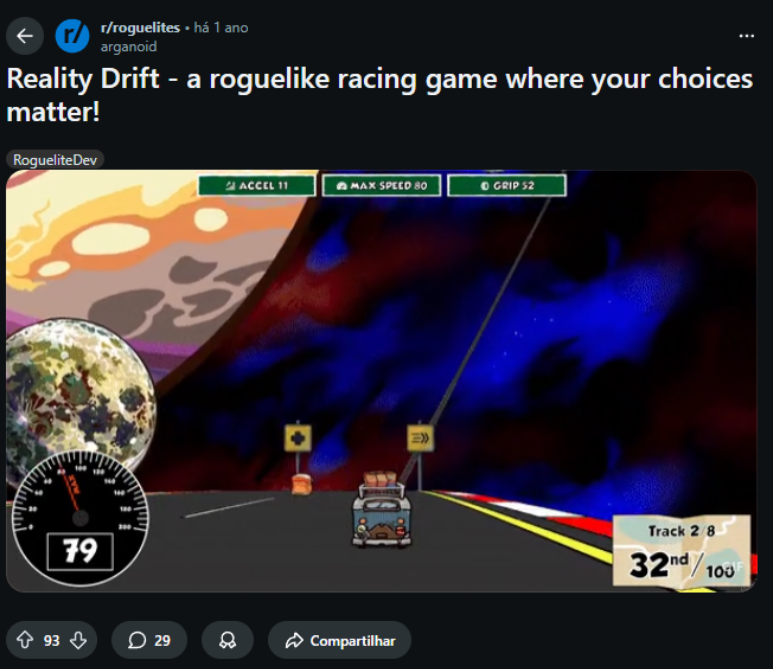 r/roguelites • há 1 ano
arganoid
Reality Drift - a roguelike racing game where your choices
matter!
RogueliteDev
ACCEL 11 MAX SPEED 80 GRIP 52
Track 2/8
32nd/100
79
93 29 Compartilhar